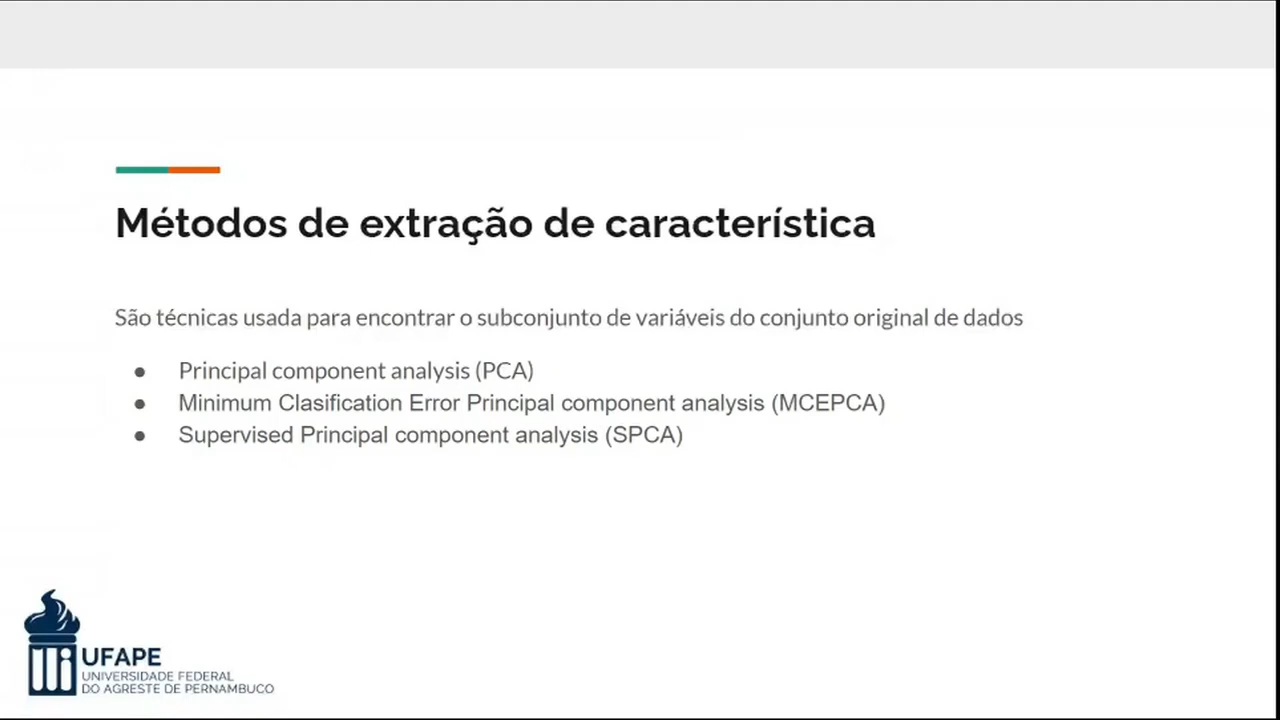 Métodos de extração de característica
São técnicas usada para encontrar o subconjunto de variáveis do conjunto original de dados
● Principal component analysis (PCA)
● Minimum Clasification Error Principal component analysis (MCEPCA)
● Supervised Principal component analysis (SPCA)
UFAPE
UNIVERSIDADE FEDERAL
DO AGRESTE DE PERNAMBUCO